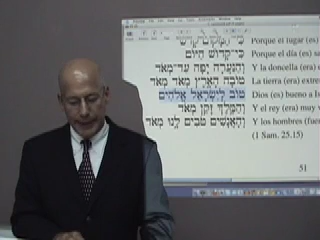 Porque el lugar (es)
כִּי־קָדוֹשׁ הַיּוֹם Porque el día (es) sa
וְהַנַּעֲרָה יָפָה עַד־מְאֹד Y la doncella (era)
טוֹבָה הָאָרֶץ מְאֹד מְאֹד La tierra (era) extre
טוֹב לְיִשְׂרָאֵל אֱלֹהִים Dios (es) bueno a Is
וְהַמֶּלֶךְ זָקֵן מְאֹד Y el rey (era) muy v
וְהָאֲנָשִׁים טֹבִים לָנוּ מְאֹד Y los hombres (fuer
(1 Sam. 25.15)
51